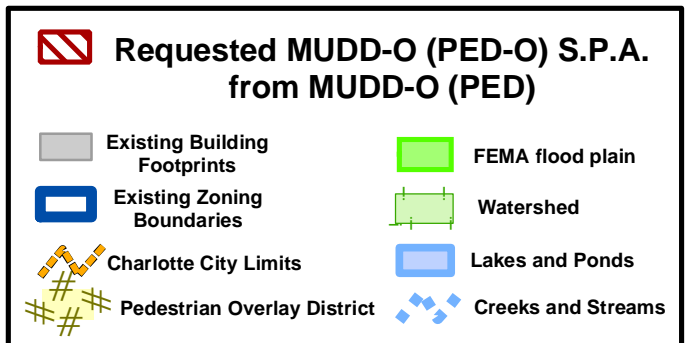 Requested MUDD-O (PED-O) S.P.A.
from MUDD-O (PED)
Existing Building
Footprints
Existing Zoning
Boundaries
Charlotte City Limits
Pedestrian Overlay District
FEMA flood plain
Watershed
Lakes and Ponds
Creeks and Streams